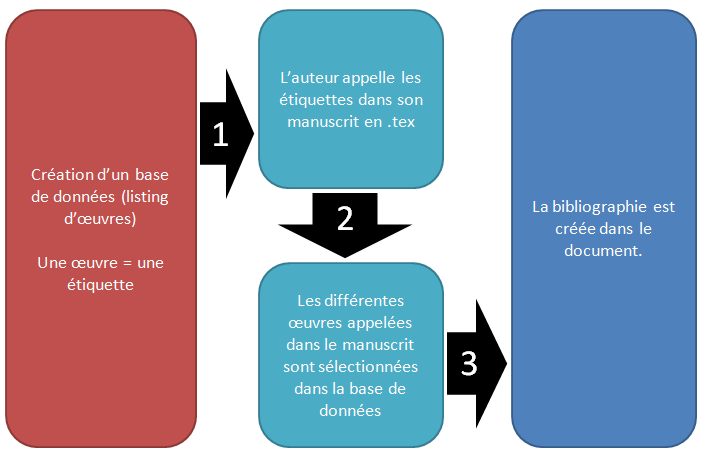 Création d'un base
de données (listing
d'œuvres)
Une œuvre = une
étiquette
1
L'auteur appelle les
étiquettes dans son
manuscrit en .tex
2
Les différentes
œuvres appelées
dans le manuscrit
sont sélectionnées
dans la base de
données
3
La bibliographie est
créée dans le
document.